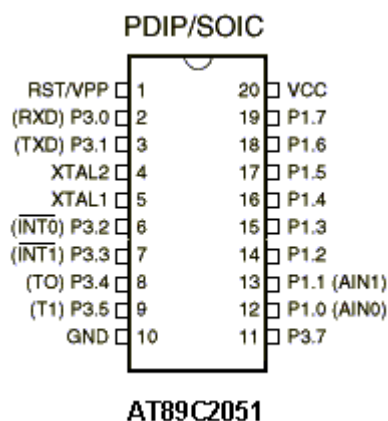 PDIP/SOIC
RST/VPP 1 20 VCC
(RXD) P3.0 2 19 P1.7
(TXD) P3.1 3 18 P1.6
XTAL2 4 17 P1.5
XTAL1 5 16 P1.4
(INT0) P3.2 6 15 P1.3
(INT1) P3.3 7 14 P1.2
(TO) P3.4 8 13 P1.1 (AIN1)
(T1) P3.5 9 12 P1.0 (AIN0)
GND 10 11 P3.7
AT89C2051